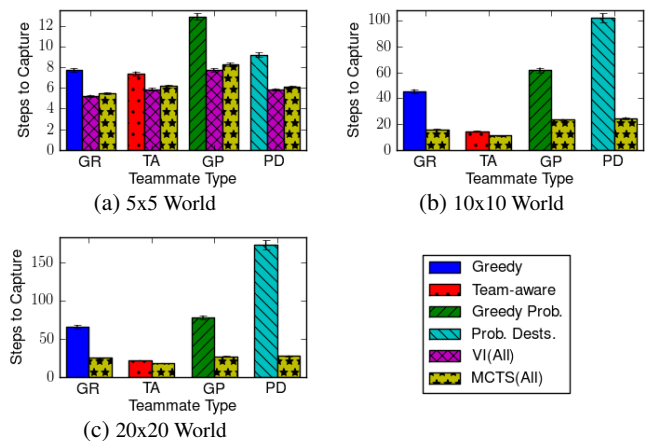 Steps to Capture
12
10
8
6
4
2
0
GR TA GP PD
Teammate Type
(a) 5x5 World
Steps to Capture
100
80
60
40
20
0
GR TA GP PD
Teammate Type
(b) 10x10 World
Steps to Capture
150
100
50
0
GR TA GP PD
Teammate Type
(c) 20x20 World
Greedy
Team-aware
Greedy Prob.
Prob. Dests.
VI(All)
MCTS(All)